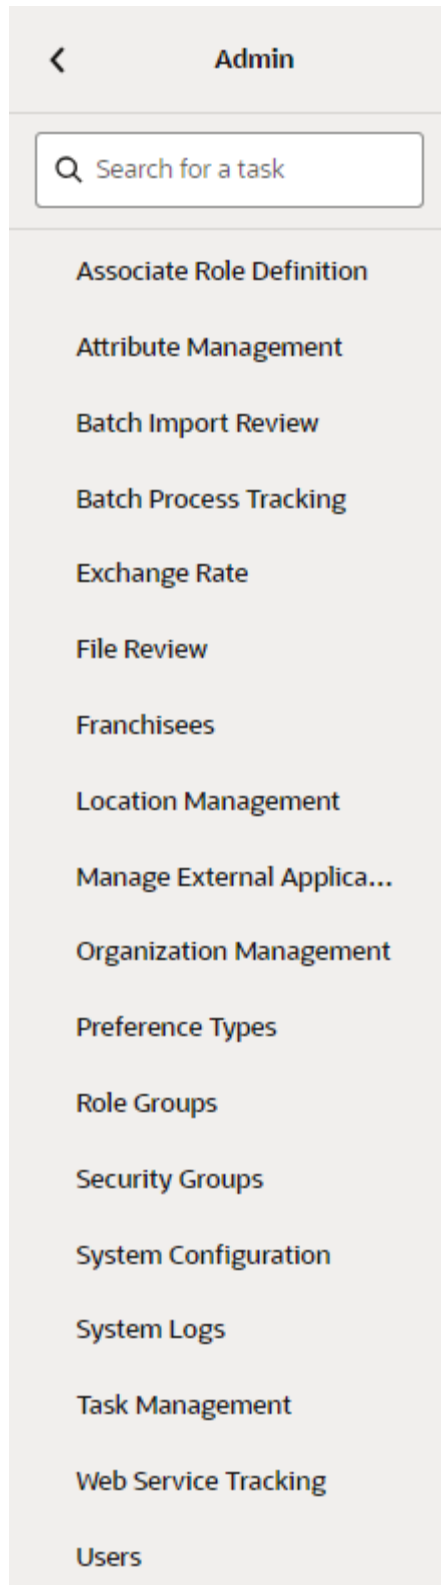 Admin
Search for a task
Associate Role Definition
Attribute Management
Batch Import Review
Batch Process Tracking
Exchange Rate
File Review
Franchisees
Location Management
Manage External Applica...
Organization Management
Preference Types
Role Groups
Security Groups
System Configuration
System Logs
Task Management
Web Service Tracking
Users